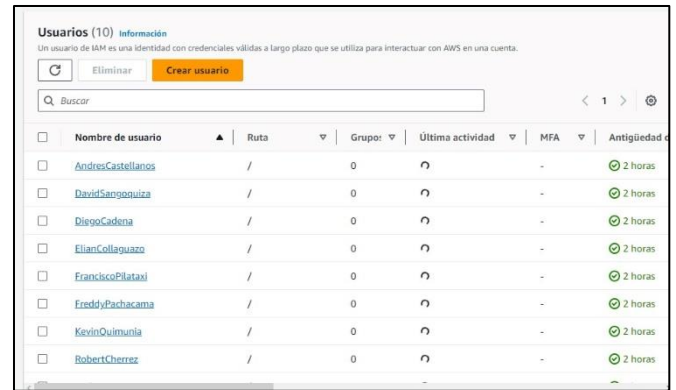 Usuarios (10) Información
Un usuario de IAM es una identidad con credenciales válidas a largo plazo que se utiliza para interactuar con AWS en una cuenta.
Eliminar Crear usuario
Buscar 1
Nombre de usuario Ruta Grupos Última actividad MFA Antigüedad d
AndresCastellanos / 0 - 2 horas
DavidSangoquiza / 0 - 2 horas
DiegoCadena / 0 - 2 horas
ElianCollaguazo / 0 - 2 horas
FranciscoPilataxi / 0 - 2 horas
FreddyPachacama / 0 - 2 horas
KevinQuimunia / 0 - 2 horas
RobertCherrez / 0 - 2 horas